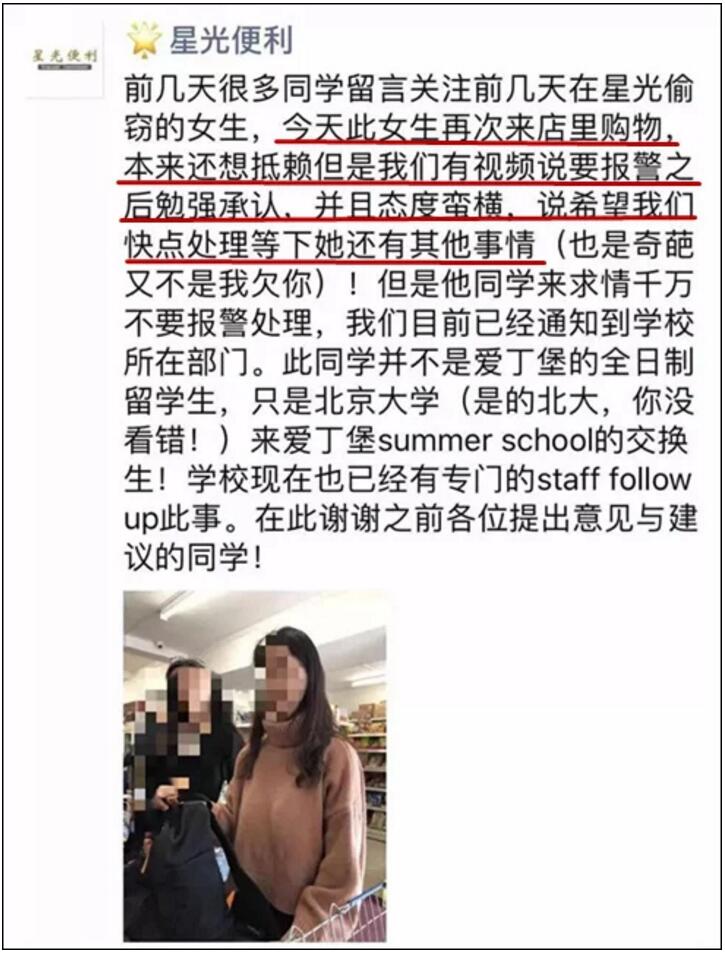 星光便利
星光便利
前几天很多同学留言关注前几天在星光偷
窃的女生，今天此女生再次来店里购物，
本来还想抵赖但是我们有视频说要报警之
后勉强承认，并且态度蛮横，说希望我们
快点处理等下她还有其他事情（也是奇葩
又不是我欠你）！但是他同学来求情千万
不要报警处理，我们目前已经通知到学校
所在部门。此同学并不是爱丁堡的全日制
留学生，只是北京大学（是的北大，你没
看错！）来爱丁堡summer school的交换
生！学校现在也已经有专门的staff follow
up此事。在此谢谢之前各位提出意见与建
议的同学！